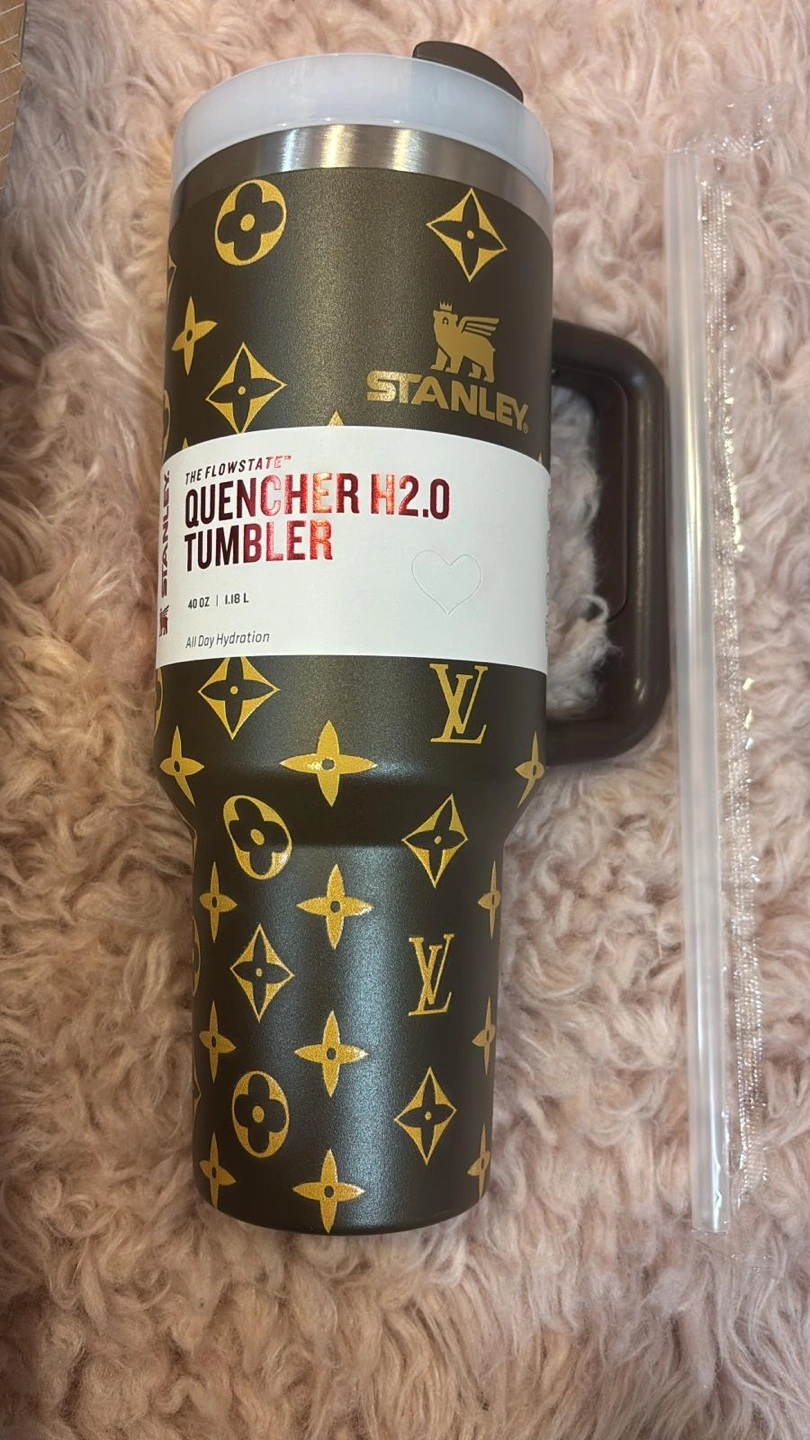 STANLEY®
THE FLOWSTATE™
QUENCHER H2.0
TUMBLER
40 OZ | 1.18 L
All Day Hydration
STANLEY
LV
LV